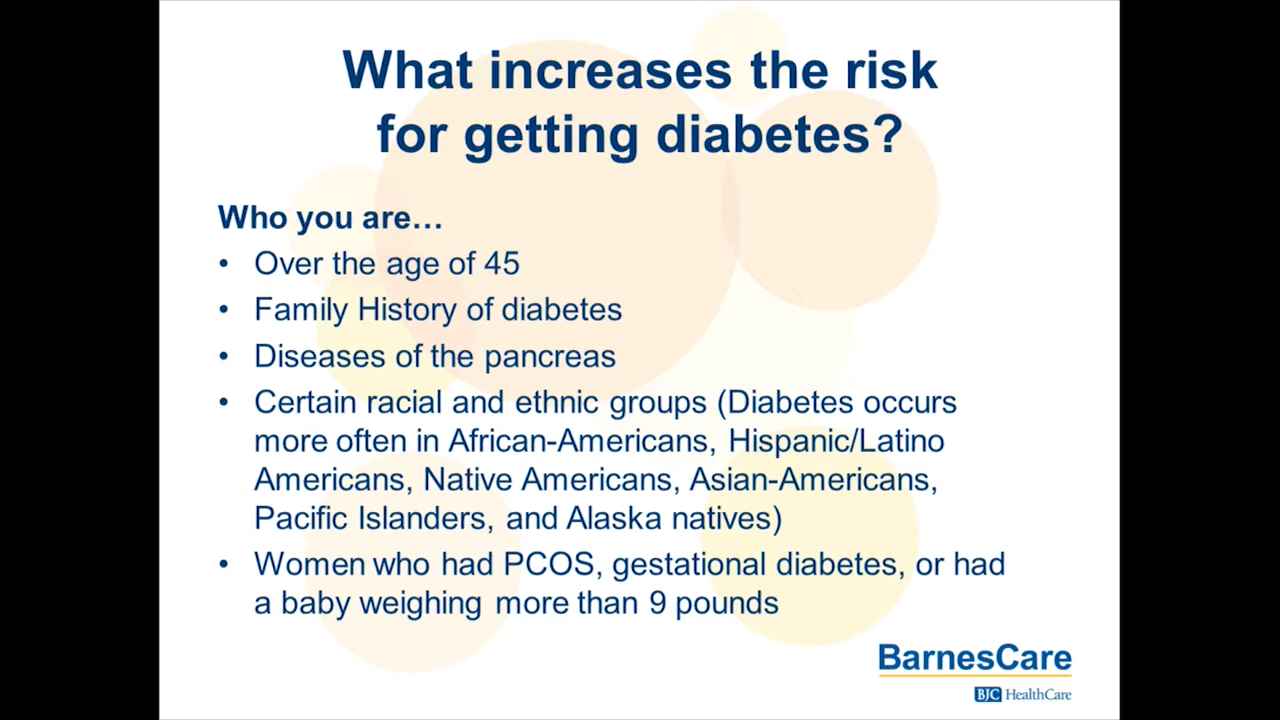 What increases the risk
for getting diabetes?
Who you are…
• Over the age of 45
• Family History of diabetes
• Diseases of the pancreas
• Certain racial and ethnic groups (Diabetes occurs
more often in African-Americans, Hispanic/Latino
Americans, Native Americans, Asian-Americans,
Pacific Islanders, and Alaska natives)
• Women who had PCOS, gestational diabetes, or had
a baby weighing more than 9 pounds
BarnesCare
BJC HealthCare